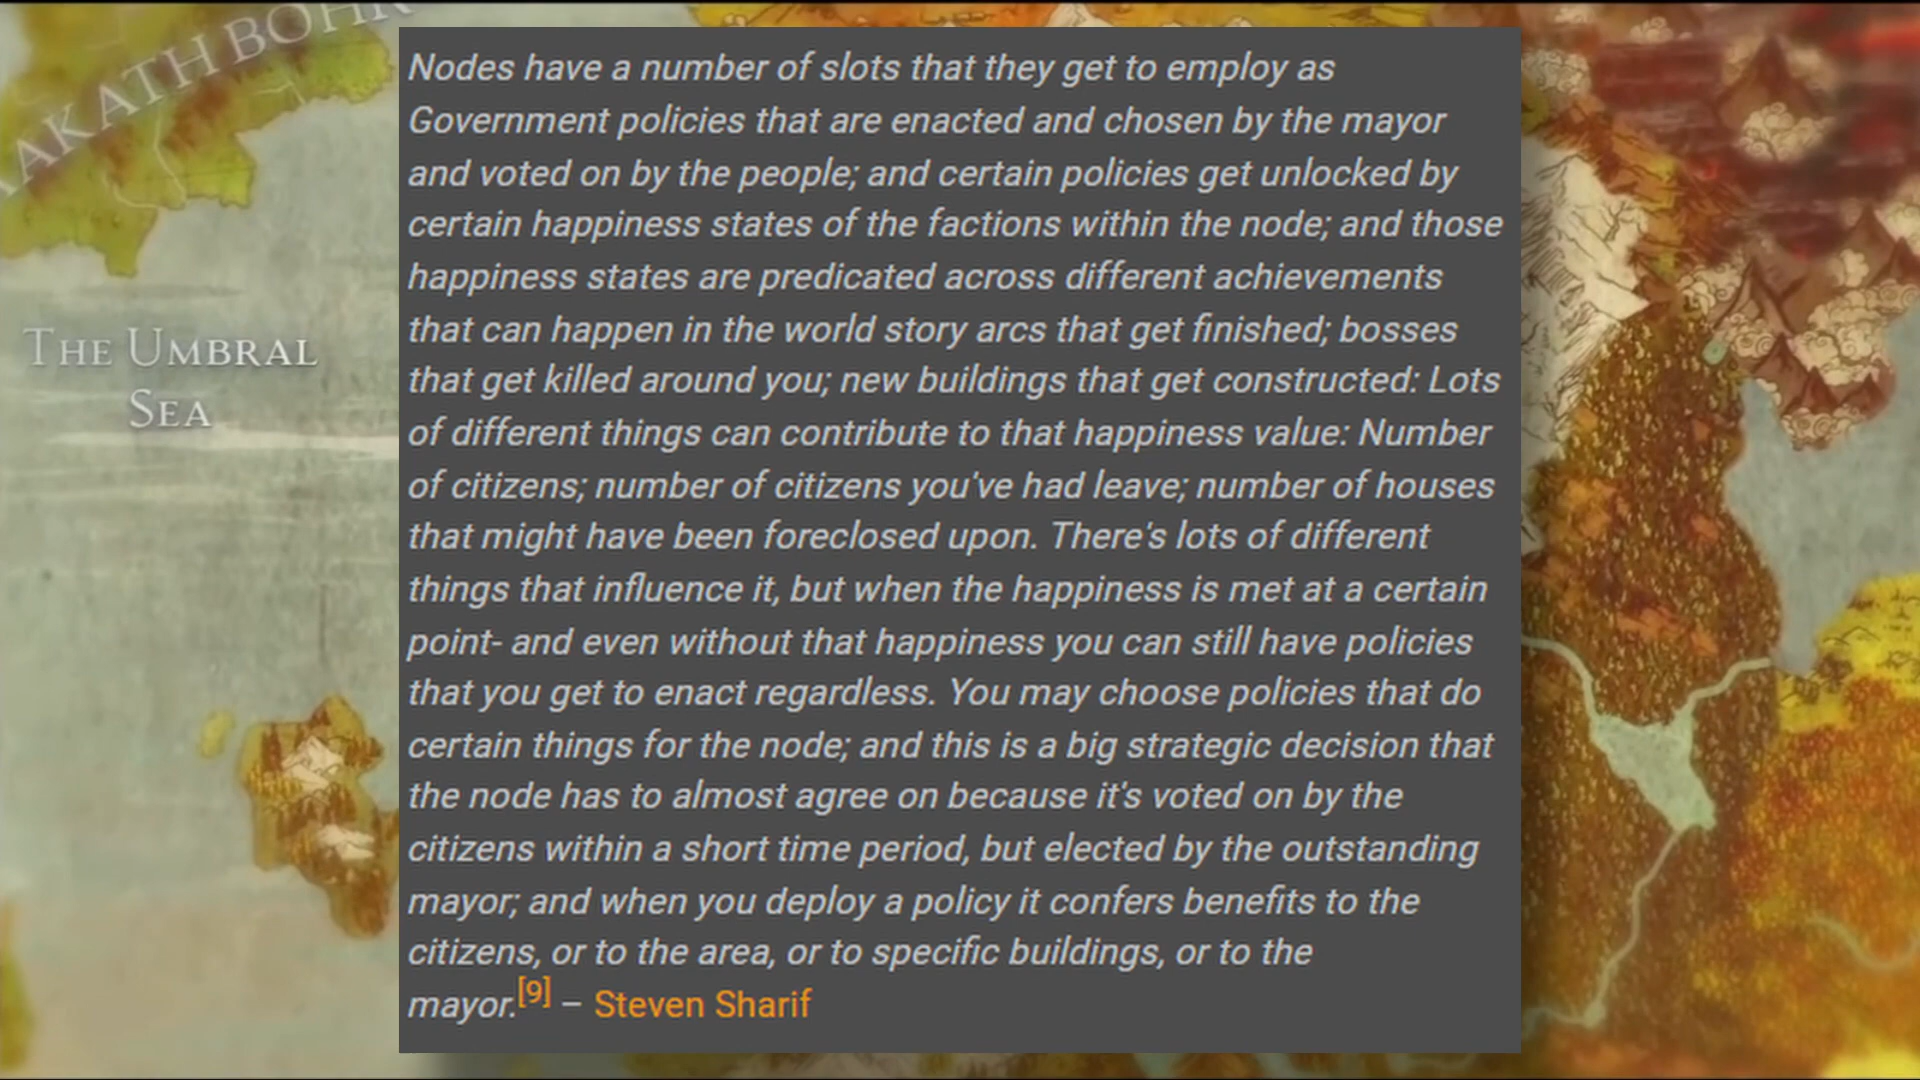 AKATH BOHR
THE UMBRAL
SEA
Nodes have a number of slots that they get to employ as
Government policies that are enacted and chosen by the mayor
and voted on by the people; and certain policies get unlocked by
certain happiness states of the factions within the node; and those
happiness states are predicated across different achievements
that can happen in the world story arcs that get finished; bosses
that get killed around you; new buildings that get constructed: Lots
of different things can contribute to that happiness value: Number
of citizens; number of citizens you've had leave; number of houses
that might have been foreclosed upon. There's lots of different
things that influence it, but when the happiness is met at a certain
point- and even without that happiness you can still have policies
that you get to enact regardless. You may choose policies that do
certain things for the node; and this is a big strategic decision that
the node has to almost agree on because it's voted on by the
citizens within a short time period, but elected by the outstanding
mayor; and when you deploy a policy it confers benefits to the
citizens, or to the area, or to specific buildings, or to the
mayor.[9] – Steven Sharif